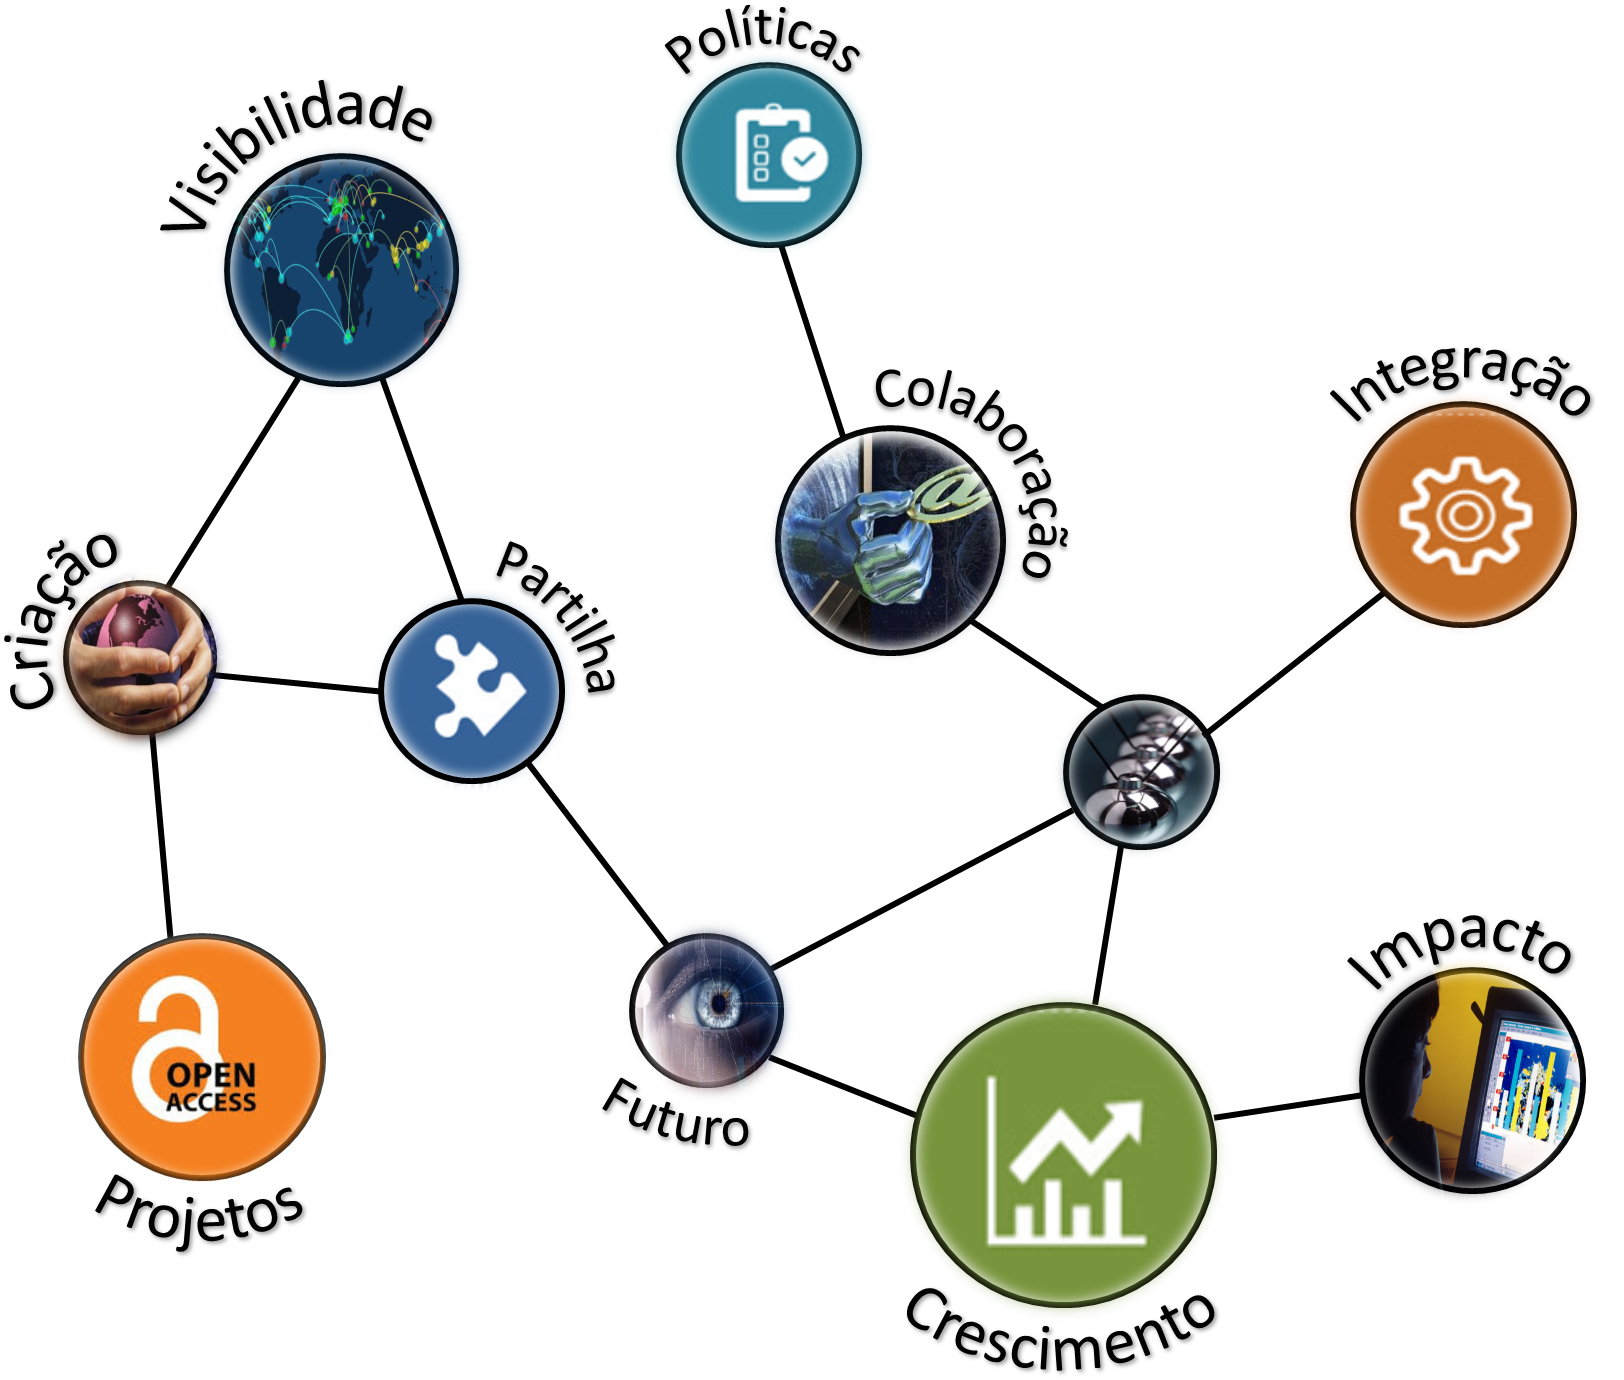 Políticas
Visibilidade
Colaboração
Integração
Criação
Partilha
OPEN
ACCESS
Projetos
Futuro
Impacto
Crescimento